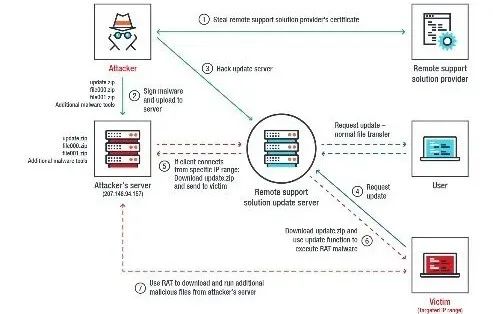 1 Steal remote support solution provider's certificate
Attacker
Remote support
solution provider
update.zip
file000.zip
file001.zip
Additional malware tools
2 Sign malware
and upload to
server
3 Hack update server
update.zip
file000.zip
file001.zip
Additional malware tools
Attacker's server
(207.148.94.157)
5 If client connects
from specific IP range:
Download update.zip
and send to victim
Remote support
solution update server
Request update –
normal file transfer
User
4 Request
update
Download update.zip and
use update function to
execute RAT malware
6
7 Use RAT to download and run additional
malicious files from attacker's server
Victim
(Targeted IP range)